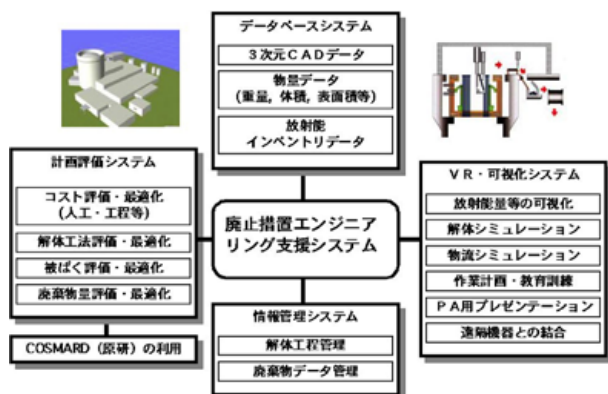 データベースシステム
3次元CADデータ
物量データ
(重量,体積,表面積等)
放射能
インベントリデータ
計画評価システム
コスト評価・最適化
(人工・工程等)
解体工法評価・最適化
被ばく評価・最適化
廃棄物量評価・最適化
COSMARD(原研)の利用
廃止措置エンジニア
リング支援システム
VR・可視化システム
放射能量等の可視化
解体シミュレーション
物流シミュレーション
作業計画・教育訓練
PA用プレゼンテーション
遠隔機器との結合
情報管理システム
解体工程管理
廃棄物データ管理